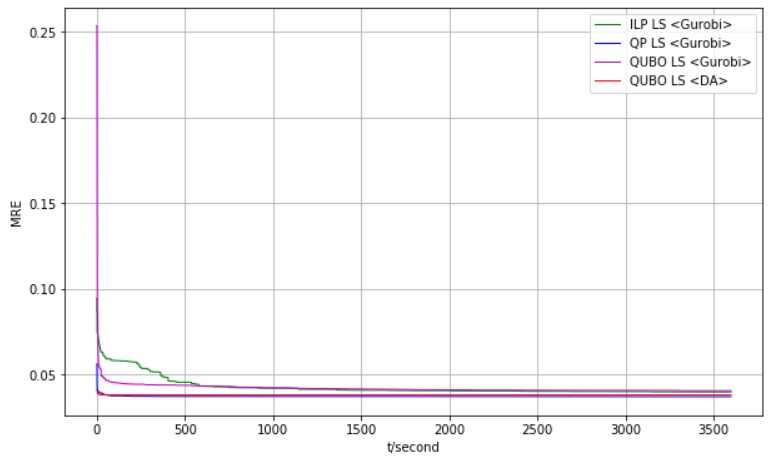 0.25
0.20
0.15
0.10
0.05
MRE
0
500
1000
1500
2000
2500
3000
3500
t/second
ILP LS <Gurobi>
QP LS <Gurobi>
QUBO LS <Gurobi>
QUBO LS <DA>